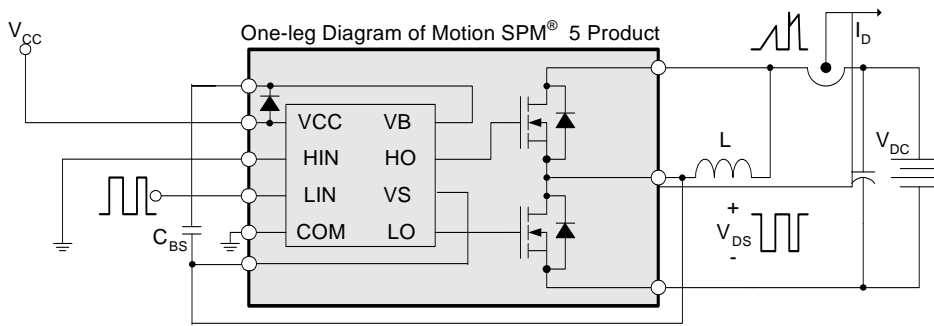 One-leg Diagram of Motion SPM® 5 Product
VCC
ID
VCC VB
HIN HO
LIN VS
COM LO
CBS
L
VDC
+
VDS
-